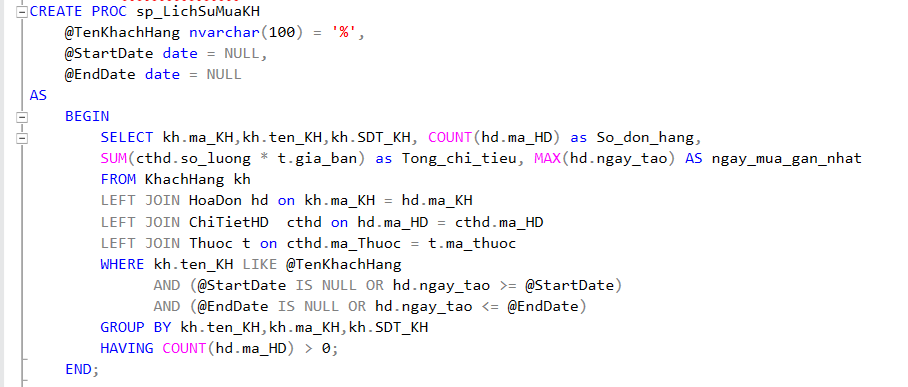 CREATE PROC sp_LichSuMuaKH
@TenKhachHang nvarchar(100) = '%',
@StartDate date = NULL,
@EndDate date = NULL
AS
BEGIN
SELECT kh.ma_KH,kh.ten_KH,kh.SDT_KH, COUNT(hd.ma_HD) as So_don_hang,
SUM(cthd.so_luong * t.gia_ban) as Tong_chi_tieu, MAX(hd.ngay_tao) AS ngay_mua_gan_nhat
FROM KhachHang kh
LEFT JOIN HoaDon hd on kh.ma_KH = hd.ma_KH
LEFT JOIN ChiTietHD  cthd on hd.ma_HD = cthd.ma_HD
LEFT JOIN Thuoc t on cthd.ma_Thuoc = t.ma_thuoc
WHERE kh.ten_KH LIKE @TenKhachHang
AND (@StartDate IS NULL OR hd.ngay_tao >= @StartDate)
AND (@EndDate IS NULL OR hd.ngay_tao <= @EndDate)
GROUP BY kh.ten_KH,kh.ma_KH,kh.SDT_KH
HAVING COUNT(hd.ma_HD) > 0;
END;